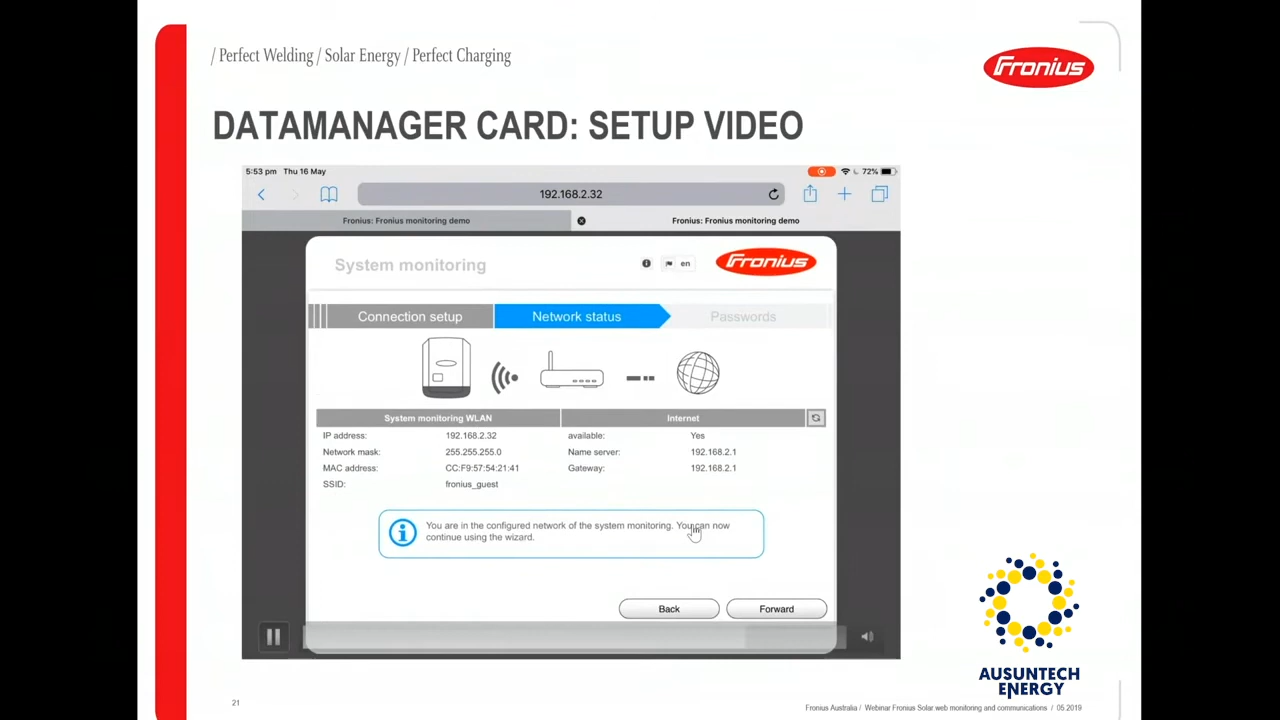 / Perfect Welding / Solar Energy / Perfect Charging
Fronius
DATAMANAGER CARD: SETUP VIDEO
5:53 pm Thu 16 May
72%
192.168.2.32
Fronius: Fronius monitoring demo
Fronius: Fronius monitoring demo
System monitoring
en
Fronius
Connection setup
Network status
Passwords
System monitoring WLAN
Internet
IP address: 192.168.2.32
available: Yes
Network mask: 255.255.255.0
Name server: 192.168.2.1
MAC address: CC:F9:57:54:21:41
Gateway: 192.168.2.1
SSID: fronius_guest
You are in the configured network of the system monitoring. You can now
continue using the wizard.
Back
Forward
AUSUNTECH
ENERGY
21
Fronius Australia / Webinar Fronius Solar web monitoring and communications / 05.2019